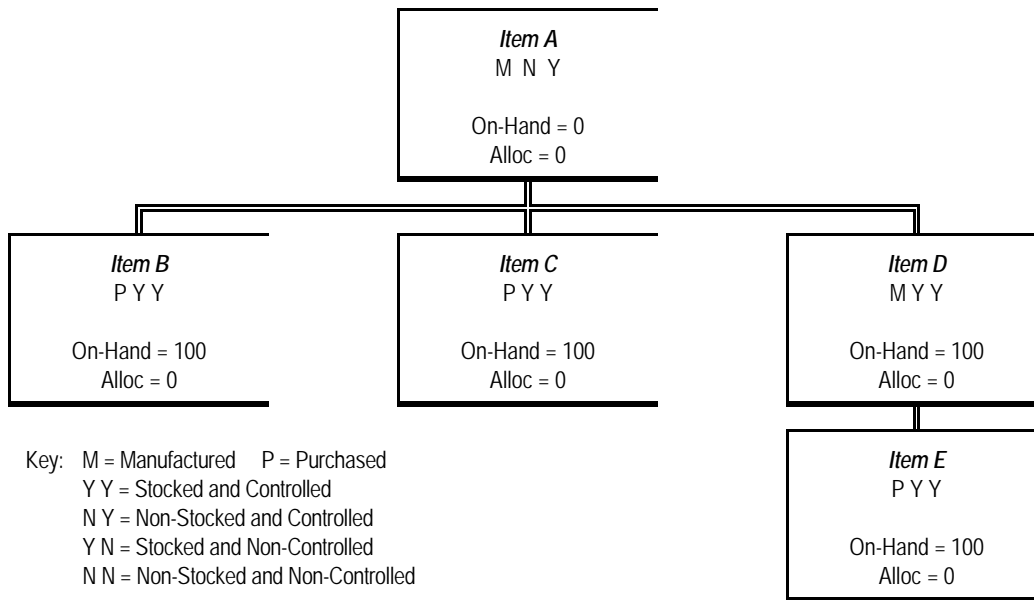 Item A
M N Y
On-Hand = 0
Alloc = 0
Item B
P Y Y
On-Hand = 100
Alloc = 0
Item C
P Y Y
On-Hand = 100
Alloc = 0
Item D
M Y Y
On-Hand = 100
Alloc = 0
Item E
P Y Y
On-Hand = 100
Alloc = 0
Key: M = Manufactured P = Purchased
Y Y = Stocked and Controlled
N Y = Non-Stocked and Controlled
Y N = Stocked and Non-Controlled
N N = Non-Stocked and Non-Controlled